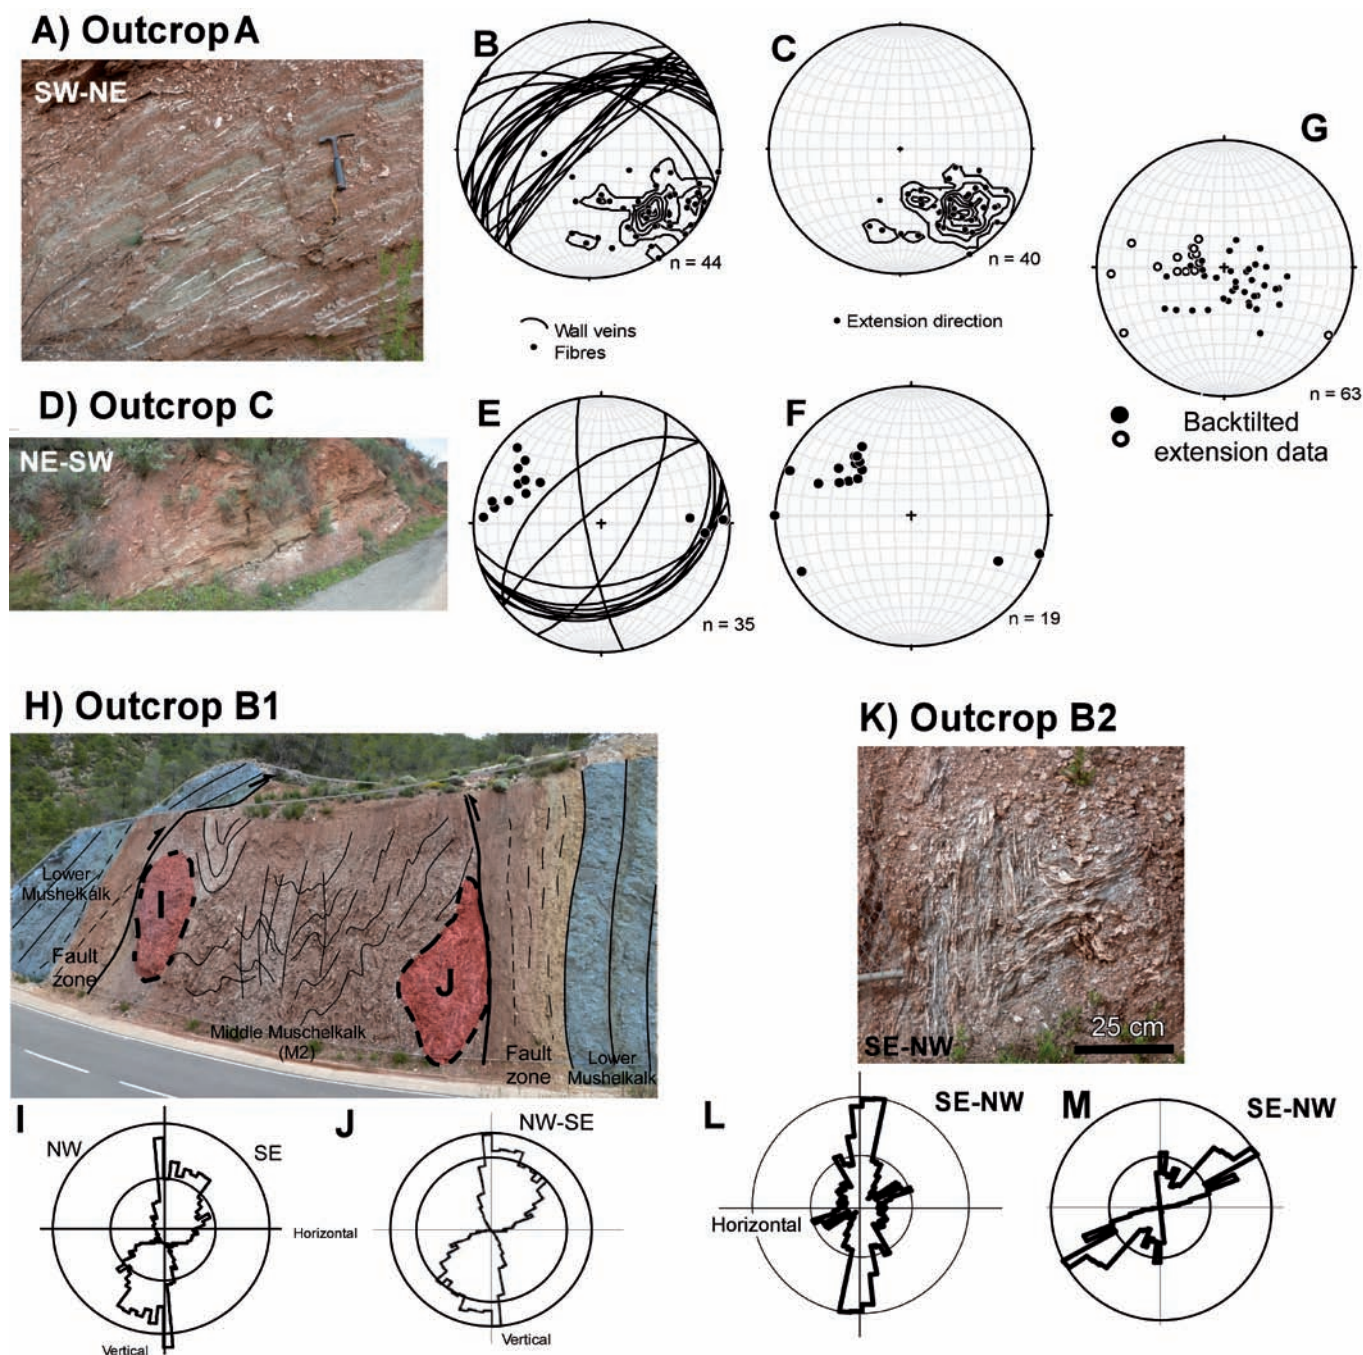 A) Outcrop A
SW-NE
B
n = 44
C
n = 40
G
n = 63
Wall veins
Fibres
Extension direction
Backtilted
extension data
D) Outcrop C
NE-SW
E
n = 35
F
n = 19
H) Outcrop B1
Lower
Mushelkalk
I
Fault
zone
J
Middle Muschelkalk
(M2)
Fault
zone
Lower
Mushelkalk
K) Outcrop B2
25 cm
SE-NW
I
NW
SE
Horizontal
Vertical
J
NW-SE
Vertical
L
SE-NW
Horizontal
M
SE-NW